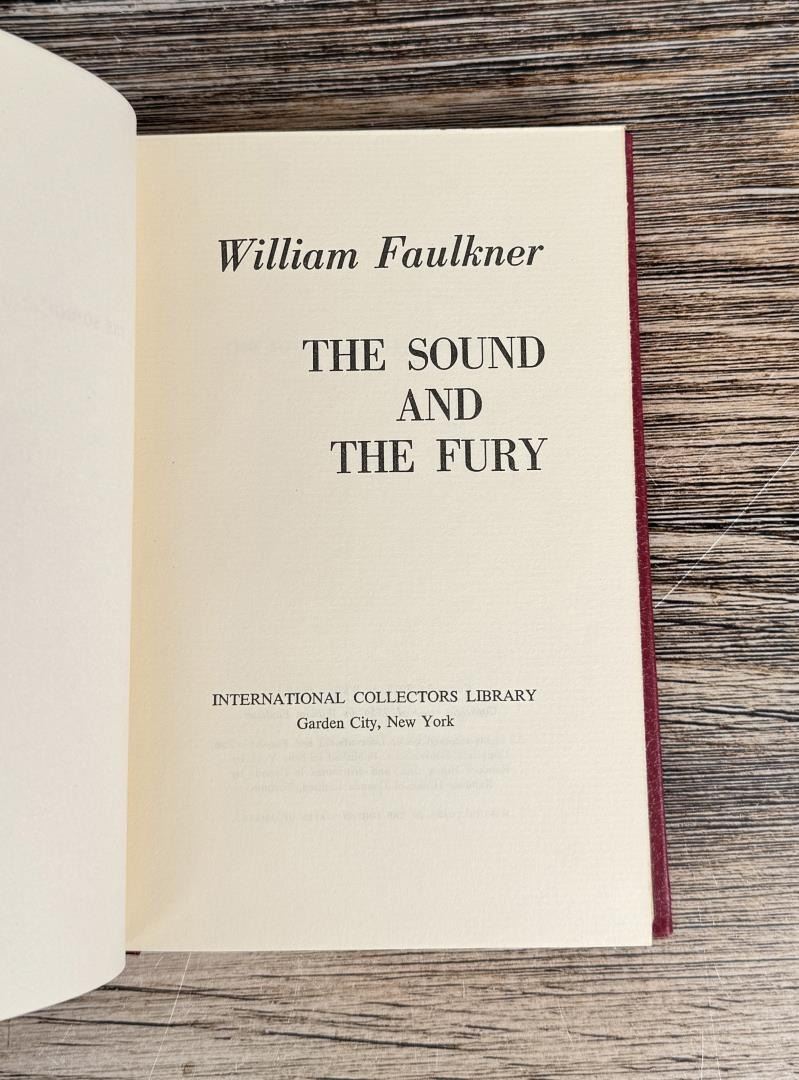 William Faulkner
THE SOUND
AND
THE FURY
INTERNATIONAL COLLECTORS LIBRARY
Garden City, New York